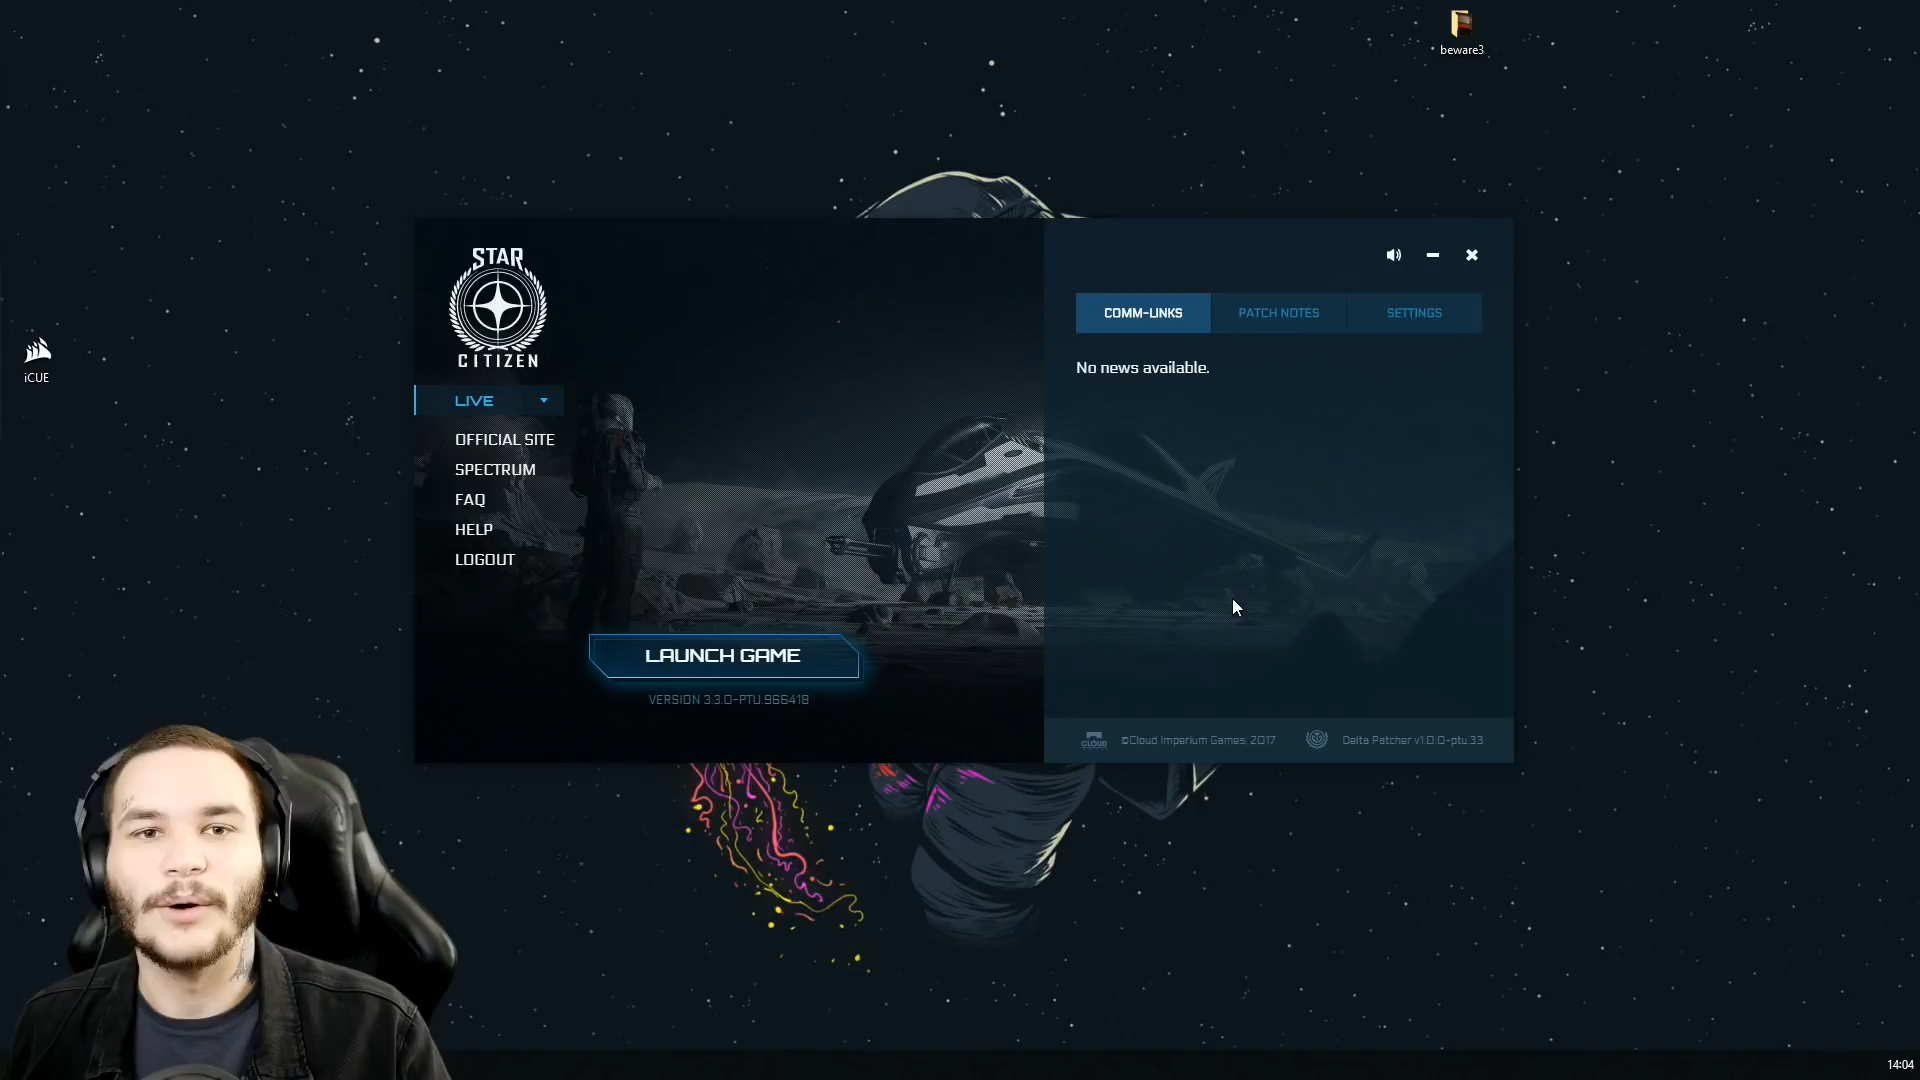 beware3
iCUE
STAR
CITIZEN
LIVE
OFFICIAL SITE
SPECTRUM
FAQ
HELP
LOGOUT
LAUNCH GAME
VERSION 3.3.0-PTU.966418
COMM-LINKS
PATCH NOTES
SETTINGS
No news available.
CLOUD
©Cloud Imperium Games, 2017
Delta Patcher v1.0.0-ptu.33
14:04